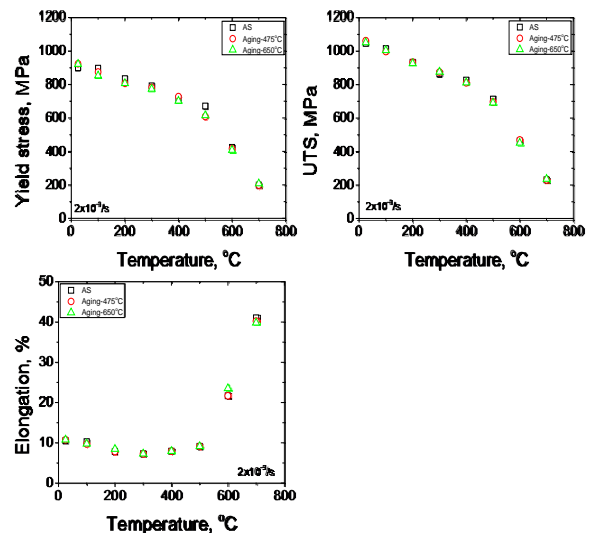 Yield stress, MPa
1200
1000
800
600
400
200
0
AS
Aging-475°C
Aging-650°C
2x10⁻³/s
0 200 400 600 800
Temperature, °C
UTS, MPa
1200
1000
800
600
400
200
0
AS
Aging-475°C
Aging-650°C
2x10⁻³/s
0 200 400 600 800
Temperature, °C
Elongation, %
50
40
30
20
10
0
AS
Aging-475°C
Aging-650°C
2x10⁻³/s
0 200 400 600 800
Temperature, °C